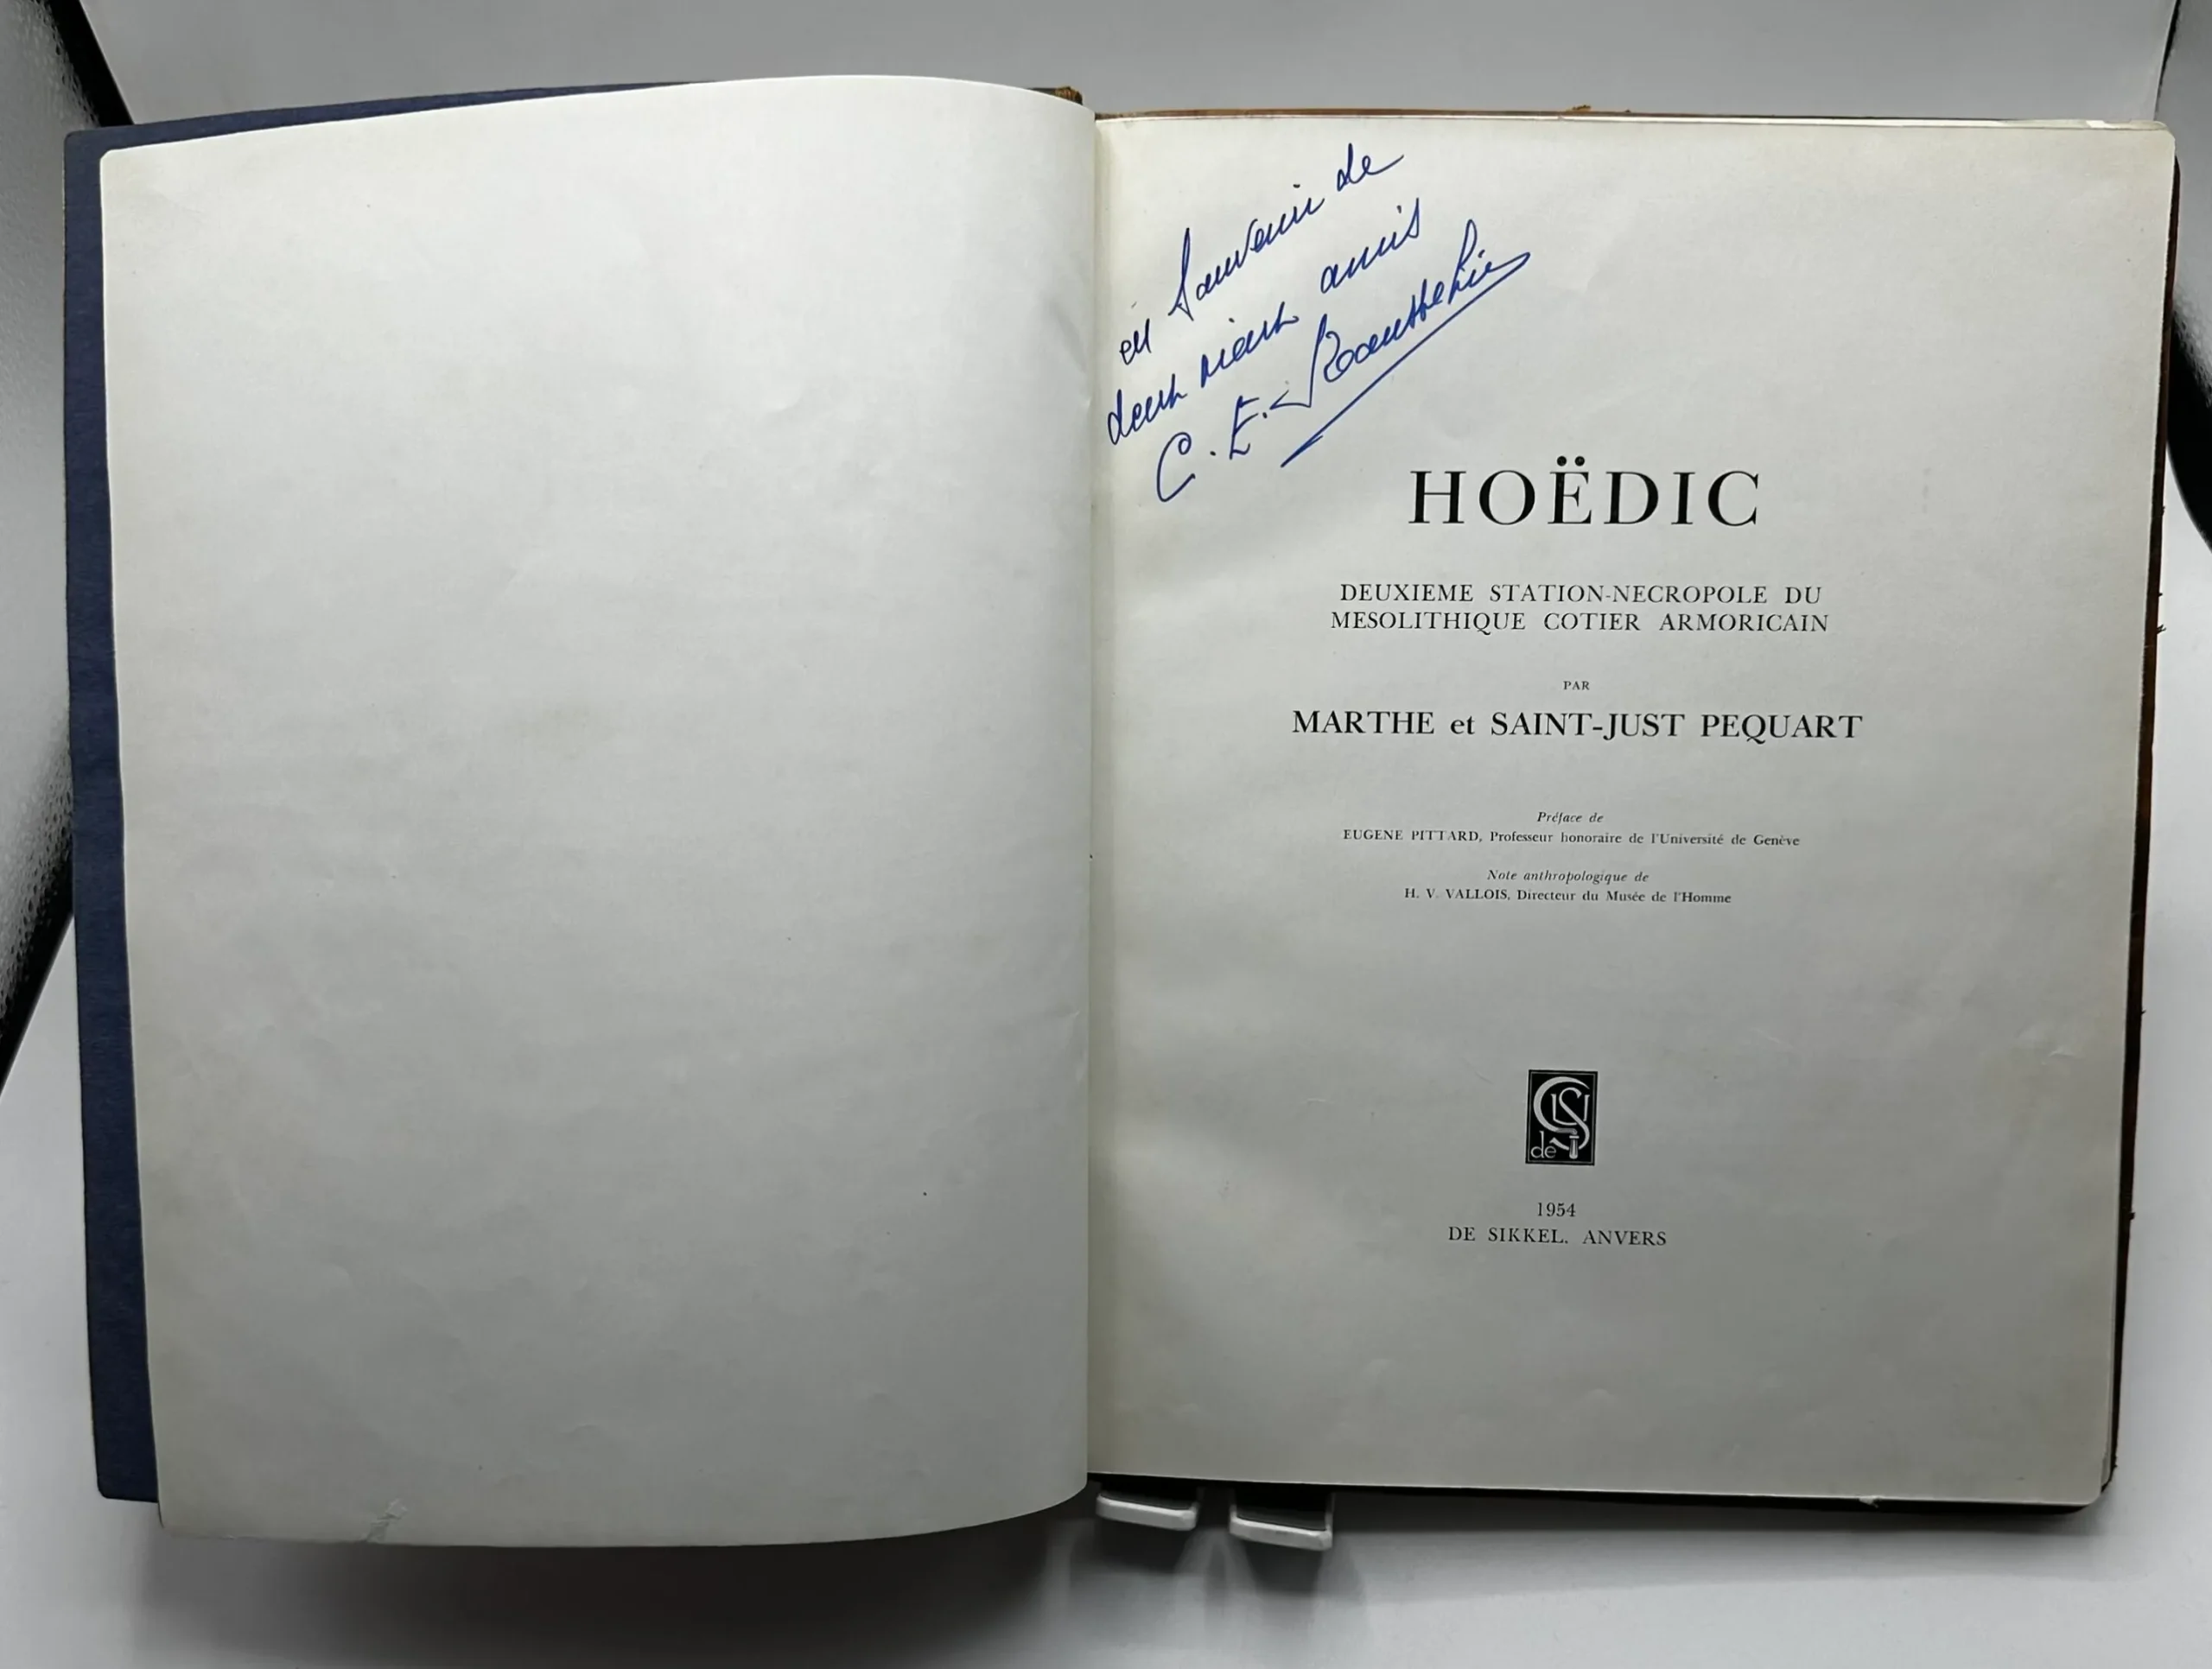 en Souvenir de
deux vieux amis
C. E.
HOËDIC
DEUXIEME STATION-NECROPOLE DU
MESOLITHIQUE COTIER ARMORICAIN
PAR
MARTHE et SAINT-JUST PEQUART
Préface de
EUGENE PITTARD, Professeur honoraire de l'Université de Genève
Note anthropologique de
H. V. VALLOIS, Directeur du Musée de l'Homme
de S
1954
DE SIKKEL, ANVERS